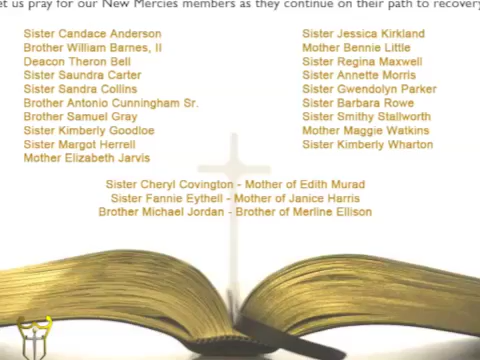 et us pray for our New Mercies members as they continue on their path to recovery
Sister Candace Anderson
Brother William Barnes, II
Deacon Theron Bell
Sister Saundra Carter
Sister Sandra Collins
Brother Antonio Cunningham Sr.
Brother Samuel Gray
Sister Kimberly Goodloe
Sister Margot Herrell
Mother Elizabeth Jarvis
Sister Jessica Kirkland
Mother Bennie Little
Sister Regina Maxwell
Sister Annette Morris
Sister Gwendolyn Parker
Sister Barbara Rowe
Sister Smithy Stallworth
Mother Maggie Watkins
Sister Kimberly Wharton
Sister Cheryl Covington - Mother of Edith Murad
Sister Fannie Eythell - Mother of Janice Harris
Brother Michael Jordan - Brother of Merline Ellison